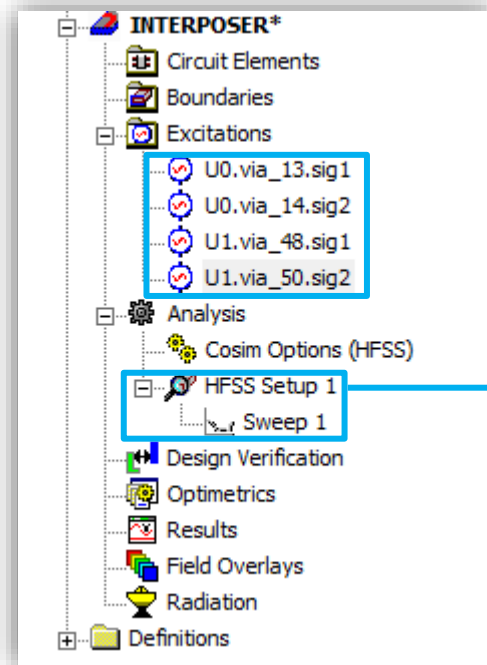 INTERPOSER*
Circuit Elements
Boundaries
Excitations
U0.via_13.sig1
U0.via_14.sig2
U1.via_48.sig1
U1.via_50.sig2
Analysis
Cosim Options (HFSS)
HFSS Setup 1
Sweep 1
Design Verification
Optimetrics
Results
Field Overlays
Radiation
Definitions